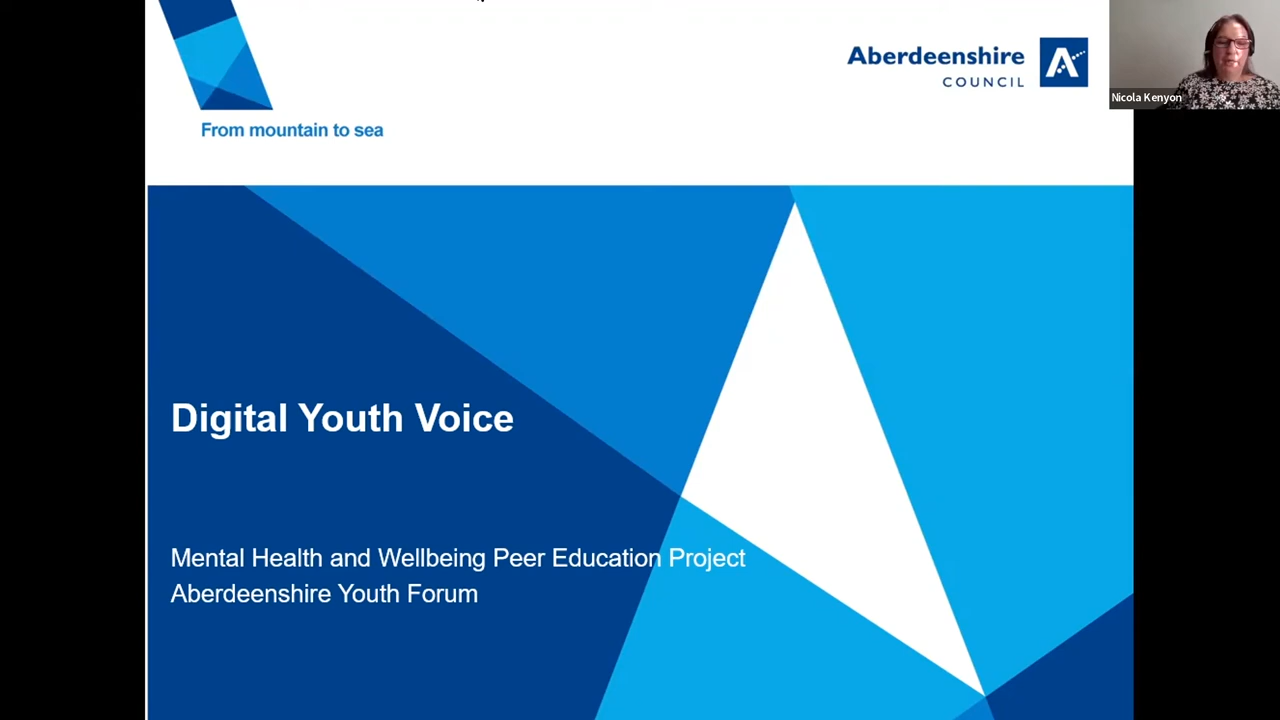 Aberdeenshire
COUNCIL
From mountain to sea
Nicola Kenyon
Digital Youth Voice
Mental Health and Wellbeing Peer Education Project
Aberdeenshire Youth Forum